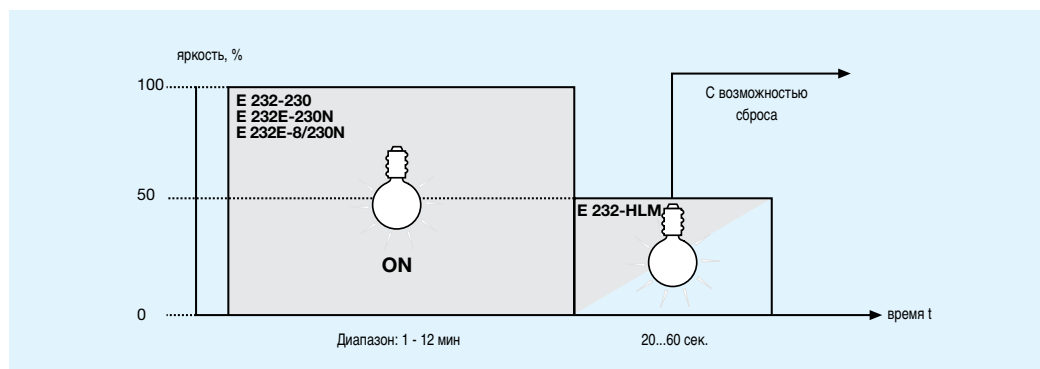 яркость, %
100
E 232-230
E 232E-230N
E 232E-8/230N
С возможностью
сброса
50
E 232-HLM
ON
0
время t
Диапазон: 1 - 12 мин
20...60 сек.